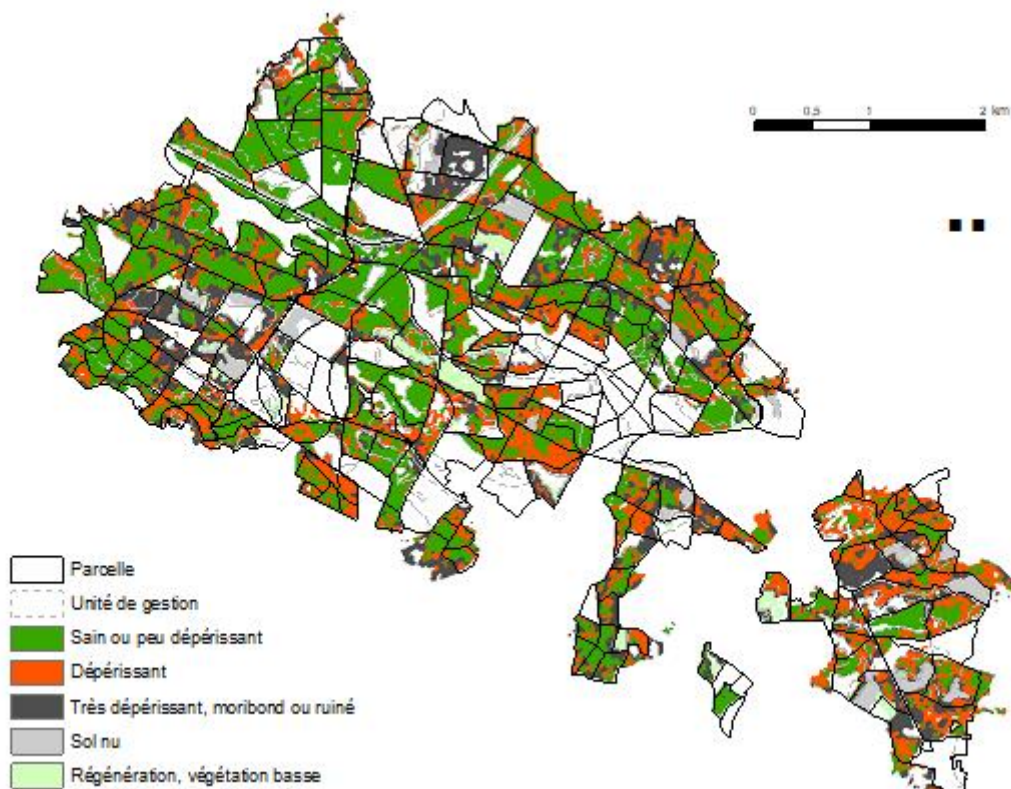 0 0,5 1 2 km
Parcelle
Unité de gestion
Sain ou peu dépérissant
Dépérissant
Très dépérissant, moribond ou ruiné
Sol nu
Régénération, végétation basse